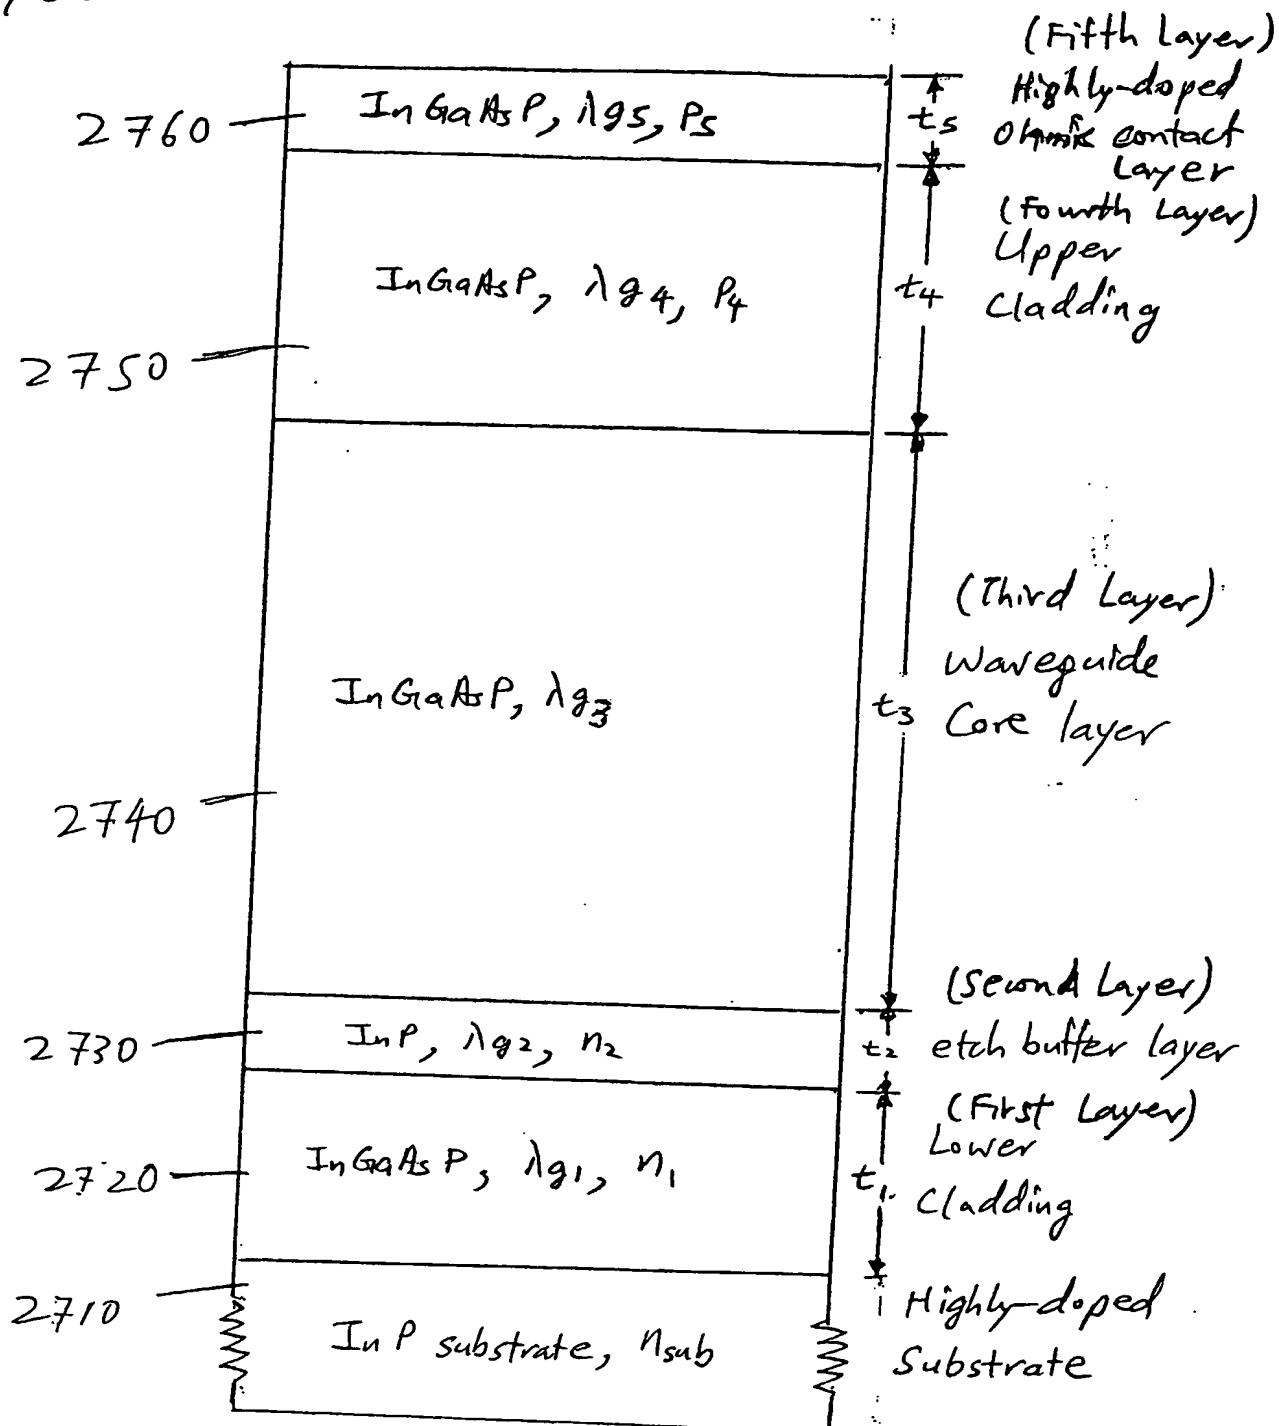 (Fifth Layer)
Highly-doped
Ohmic contact
Layer
2760
InGaAsP, λg5, P5
t5
(Fourth Layer)
Upper
Cladding
InGaAsP, λg4, P4
t4
2750
(Third Layer)
Waveguide
Core layer
InGaAsP, λg3
t3
2740
(Second Layer)
etch buffer layer
2730
InP, λg2, n2
t2
(First Layer)
Lower
Cladding
2720
InGaAsP, λg1, n1
t1
2710
InP substrate, nsub
Highly-doped
Substrate